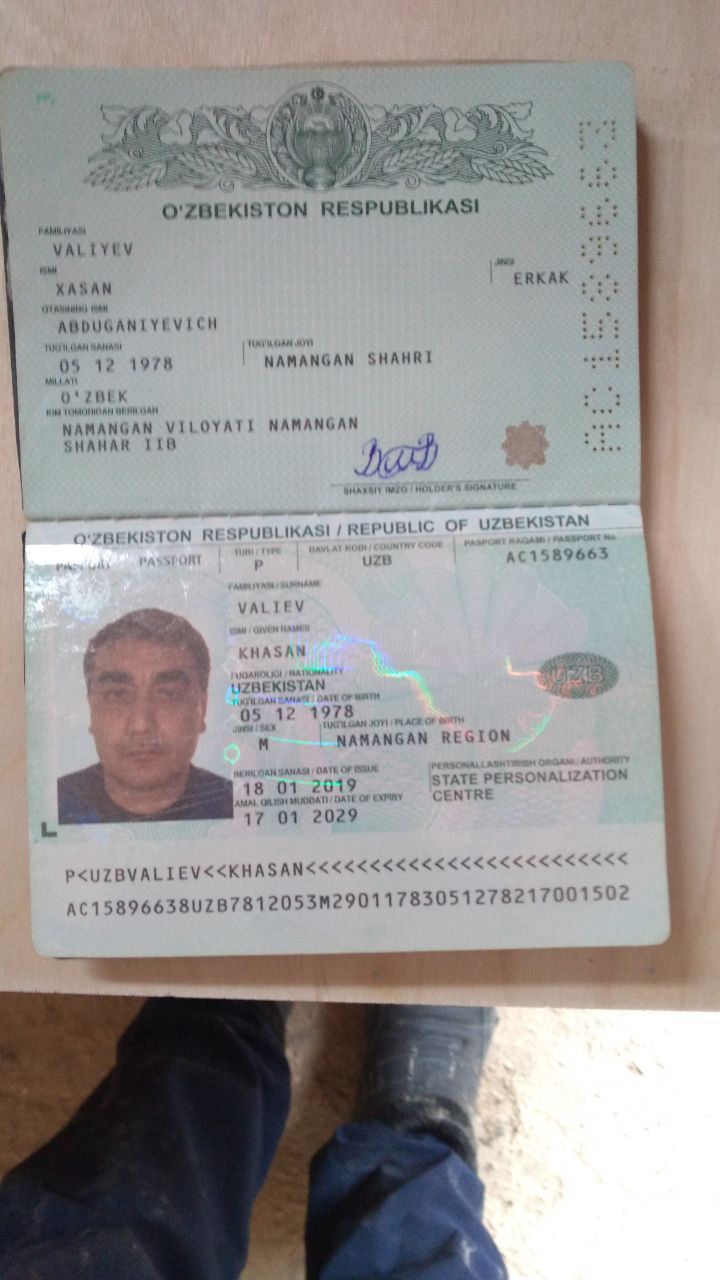 O'ZBEKISTON RESPUBLIKASI
FAMILIYASI
VALIYEV
ISMI
XASAN
JINSI
ERKAK
OTASINING ISMI
ABDUGANIYEVICH
TUG'ILGAN SANASI
05 12 1978
TUG'ILGAN JOYI
NAMANGAN SHAHRI
MILLATI
O'ZBEK
KIM TOMONIDAN BERILGAN
NAMANGAN VILOYATI NAMANGAN
SHAHAR IIB
SHAXSIY IMZO / HOLDER'S SIGNATURE
AC1589663
O'ZBEKISTON RESPUBLIKASI / REPUBLIC OF UZBEKISTAN
PASSPORT
TURI / TYPE
P
DAVLAT KODI / COUNTRY CODE
UZB
PASPORT RAQAMI / PASSPORT No.
AC1589663
FAMILIYASI / SURNAME
VALIEV
ISMI / GIVEN NAMES
KHASAN
FUQAROLIGI / NATIONALITY
UZBEKISTAN
UZB
TUG'ILGAN SANASI / DATE OF BIRTH
05 12 1978
JINSI / SEX
M
TUG'ILGAN JOYI / PLACE OF BIRTH
NAMANGAN REGION
BERILGAN SANASI / DATE OF ISSUE
18 01 2019
PERSONALLASHTIRISH ORGANI / AUTHORITY
STATE PERSONALIZATION
CENTRE
AMAL QILISH MUDDATI / DATE OF EXPIRY
17 01 2029
P<UZBVALIEV<<KHASAN<<<<<<<<<<<<<<<<<<<<<<<<<
AC15896638UZB7812053M29011783051278217001502